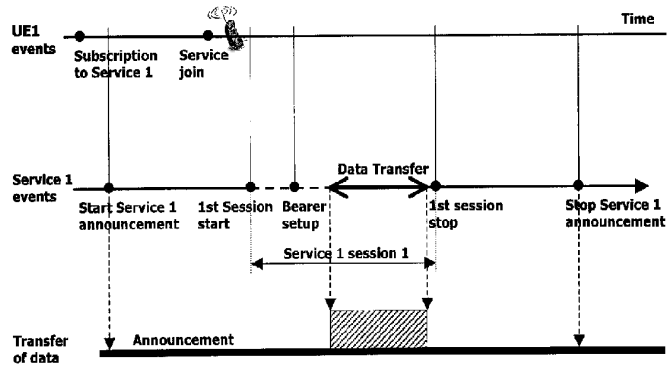 UE1
events
Time
Subscription
to Service 1
Service
join
Service 1
events
Data Transfer
Start Service 1
announcement
1st Session
start
Bearer
setup
1st session
stop
Stop Service 1
announcement
Service 1 session 1
Transfer
of data
Announcement